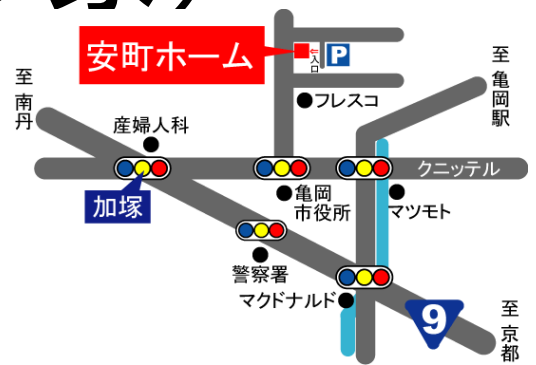 安町ホーム
入口
P
至亀岡駅
至南丹
フレスコ
産婦人科
クニッテル
加塚
亀岡
市役所
マツモト
警察署
マクドナルド
9
至京都